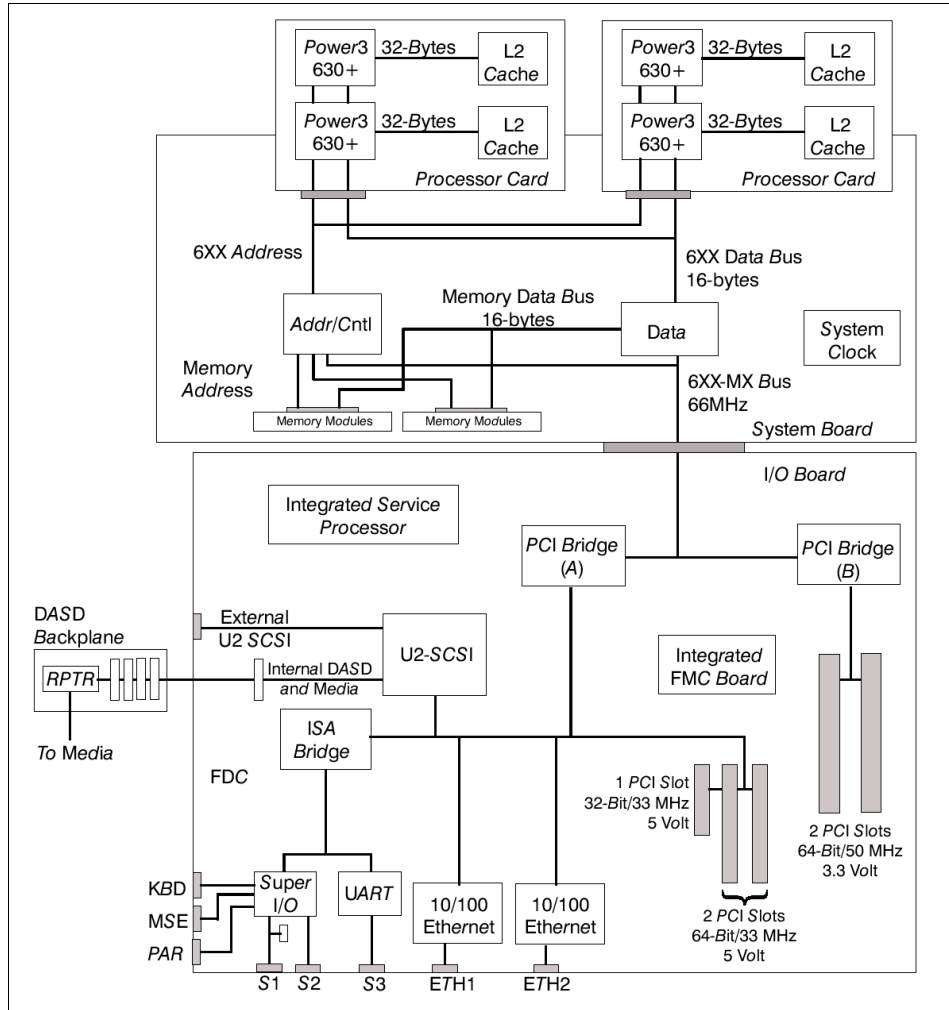 Power3
630+
32-Bytes
L2
Cache
Power3
630+
32-Bytes
L2
Cache
Processor Card
Power3
630+
32-Bytes
L2
Cache
Power3
630+
32-Bytes
L2
Cache
Processor Card
6XX Address
6XX Data Bus
16-bytes
Addr/Cntl
Memory Data Bus
16-bytes
Data
System
Clock
Memory
Address
6XX-MX Bus
66MHz
Memory Modules
Memory Modules
System Board
I/O Board
Integrated Service
Processor
PCI Bridge
(A)
PCI Bridge
(B)
DASD
Backplane
External
U2 SCSI
U2-SCSI
Integrated
FMC Board
RPTR
Internal DASD
and Media
To Media
ISA
Bridge
FDC
1 PCI Slot
32-Bit/33 MHz
5 Volt
2 PCI Slots
64-Bit/50 MHz
3.3 Volt
KBD
MSE
PAR
Super
I/O
UART
10/100
Ethernet
10/100
Ethernet
2 PCI Slots
64-Bit/33 MHz
5 Volt
S1
S2
S3
ETH1
ETH2